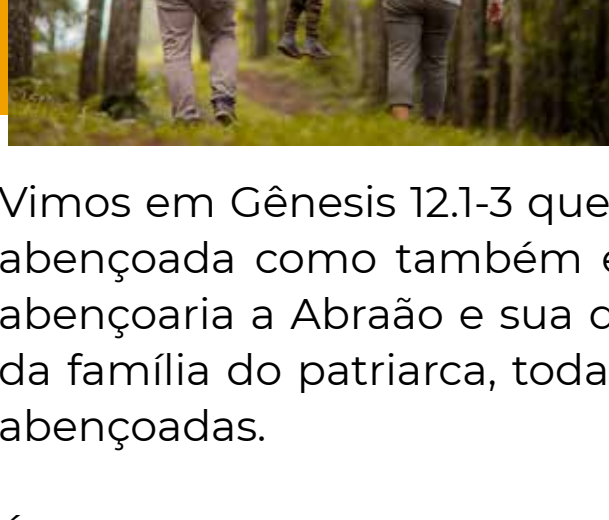 Vimos em Gênesis 12.1-3 que
abençoada como também
abençoaria a Abraão e sua
da família do patriarca, toda
abençoadas.